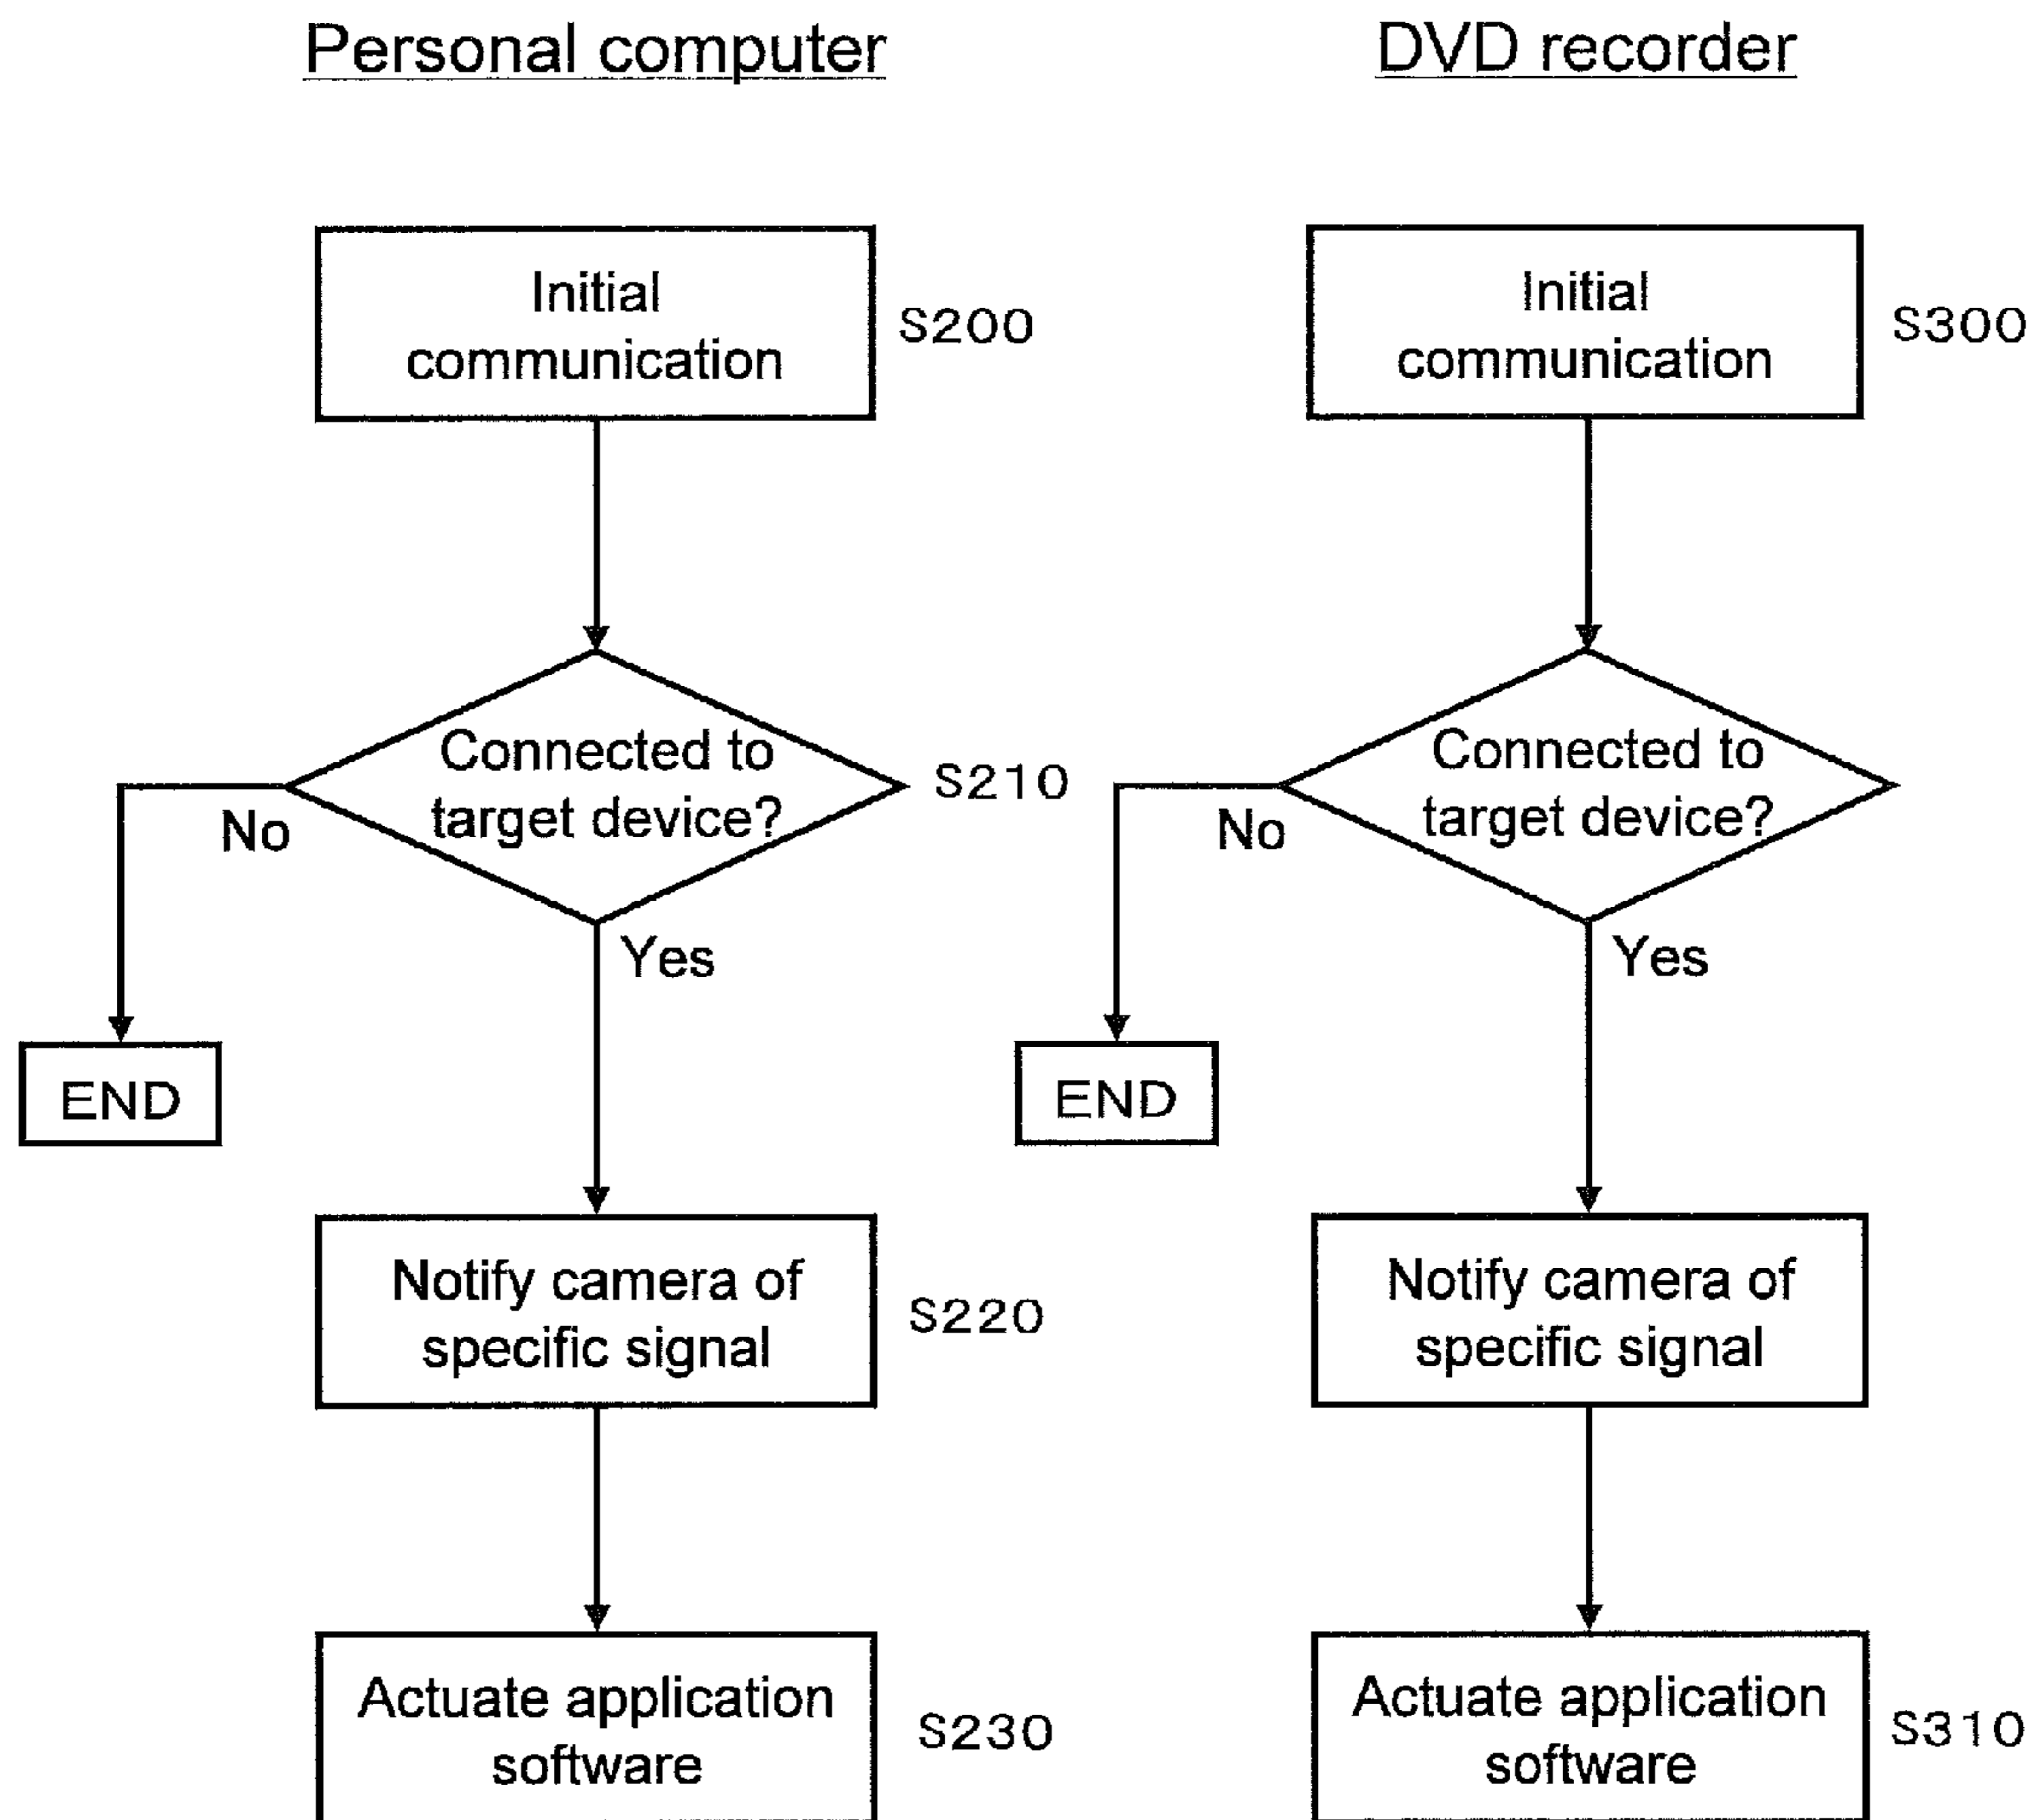 Personal computer
Initial
communication
S200
Connected to
target device?
S210
No
Yes
END
Notify camera of
specific signal
S220
Actuate application
software
S230
DVD recorder
Initial
communication
S300
Connected to
target device?
No
Yes
END
Notify camera of
specific signal
Actuate application
software
S310